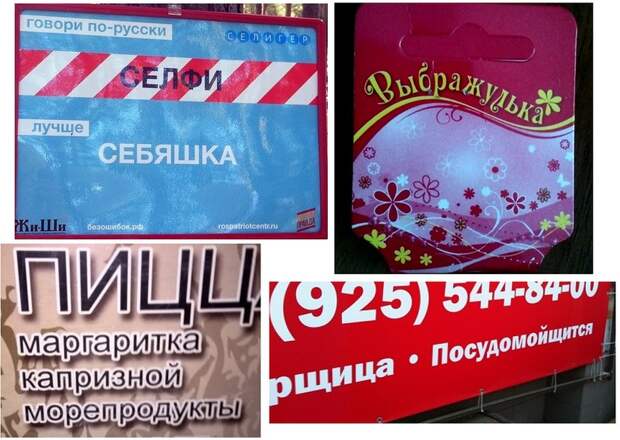 говори по-русски
СЕЛИГЕР
СЕЛФИ
лучше
СЕБЯШКА
Жи-Ши
безошибок.рф
rospatriotcentr.ru
Выбражулька
ПИЦЦ
маргаритка
капризной
морепродукты
(925) 544-84-00
рщица · Посудомойщится